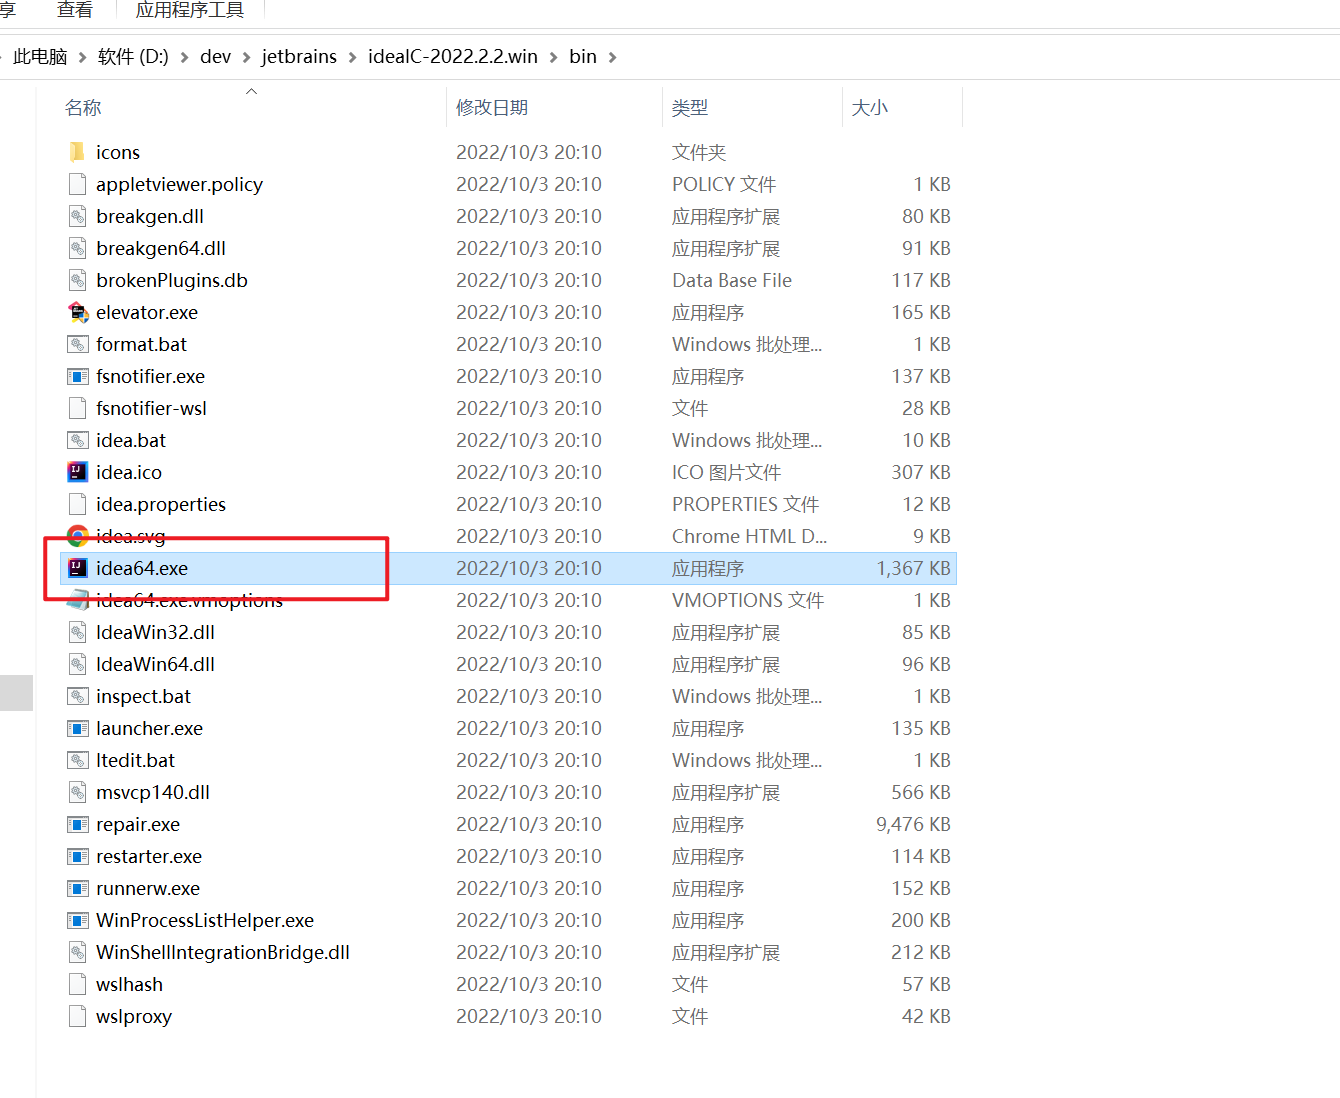 享 查看 应用程序工具
此电脑 软件 (D:) dev jetbrains ideaIC-2022.2.2.win bin
名称 修改日期 类型 大小
icons 2022/10/3 20:10 文件夹
appletviewer.policy 2022/10/3 20:10 POLICY 文件 1 KB
breakgen.dll 2022/10/3 20:10 应用程序扩展 80 KB
breakgen64.dll 2022/10/3 20:10 应用程序扩展 91 KB
brokenPlugins.db 2022/10/3 20:10 Data Base File 117 KB
elevator.exe 2022/10/3 20:10 应用程序 165 KB
format.bat 2022/10/3 20:10 Windows 批处理... 1 KB
fsnotifier.exe 2022/10/3 20:10 应用程序 137 KB
fsnotifier-wsl 2022/10/3 20:10 文件 28 KB
idea.bat 2022/10/3 20:10 Windows 批处理... 10 KB
idea.ico 2022/10/3 20:10 ICO 图片文件 307 KB
idea.properties 2022/10/3 20:10 PROPERTIES 文件 12 KB
idea.svg 2022/10/3 20:10 Chrome HTML D... 9 KB
idea64.exe 2022/10/3 20:10 应用程序 1,367 KB
idea64.exe.vmoptions 2022/10/3 20:10 VMOPTIONS 文件 1 KB
IdeaWin32.dll 2022/10/3 20:10 应用程序扩展 85 KB
IdeaWin64.dll 2022/10/3 20:10 应用程序扩展 96 KB
inspect.bat 2022/10/3 20:10 Windows 批处理... 1 KB
launcher.exe 2022/10/3 20:10 应用程序 135 KB
ltedit.bat 2022/10/3 20:10 Windows 批处理... 1 KB
msvcp140.dll 2022/10/3 20:10 应用程序扩展 566 KB
repair.exe 2022/10/3 20:10 应用程序 9,476 KB
restarter.exe 2022/10/3 20:10 应用程序 114 KB
runnerw.exe 2022/10/3 20:10 应用程序 152 KB
WinProcessListHelper.exe 2022/10/3 20:10 应用程序 200 KB
WinShellIntegrationBridge.dll 2022/10/3 20:10 应用程序扩展 212 KB
wslhash 2022/10/3 20:10 文件 57 KB
wslproxy 2022/10/3 20:10 文件 42 KB